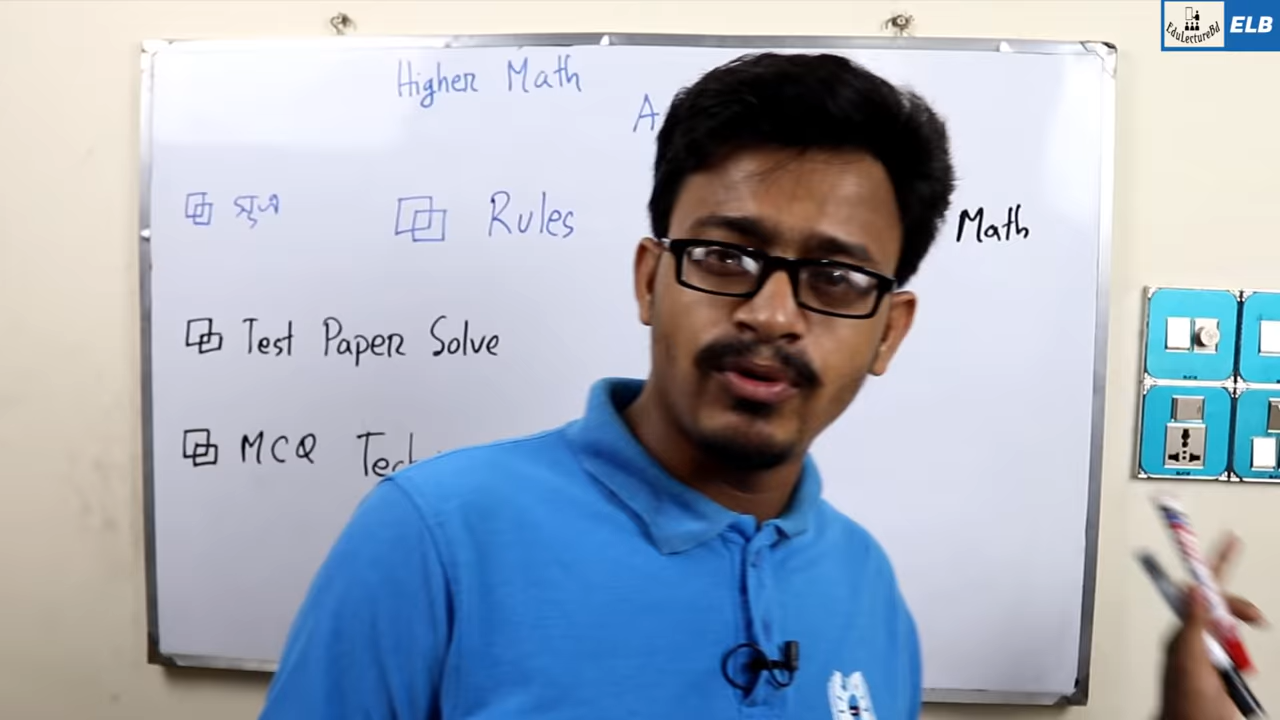 EduLectureBd ELB
Higher Math
A
সূত্র Rules Math
Test Paper Solve
MCQ Tech